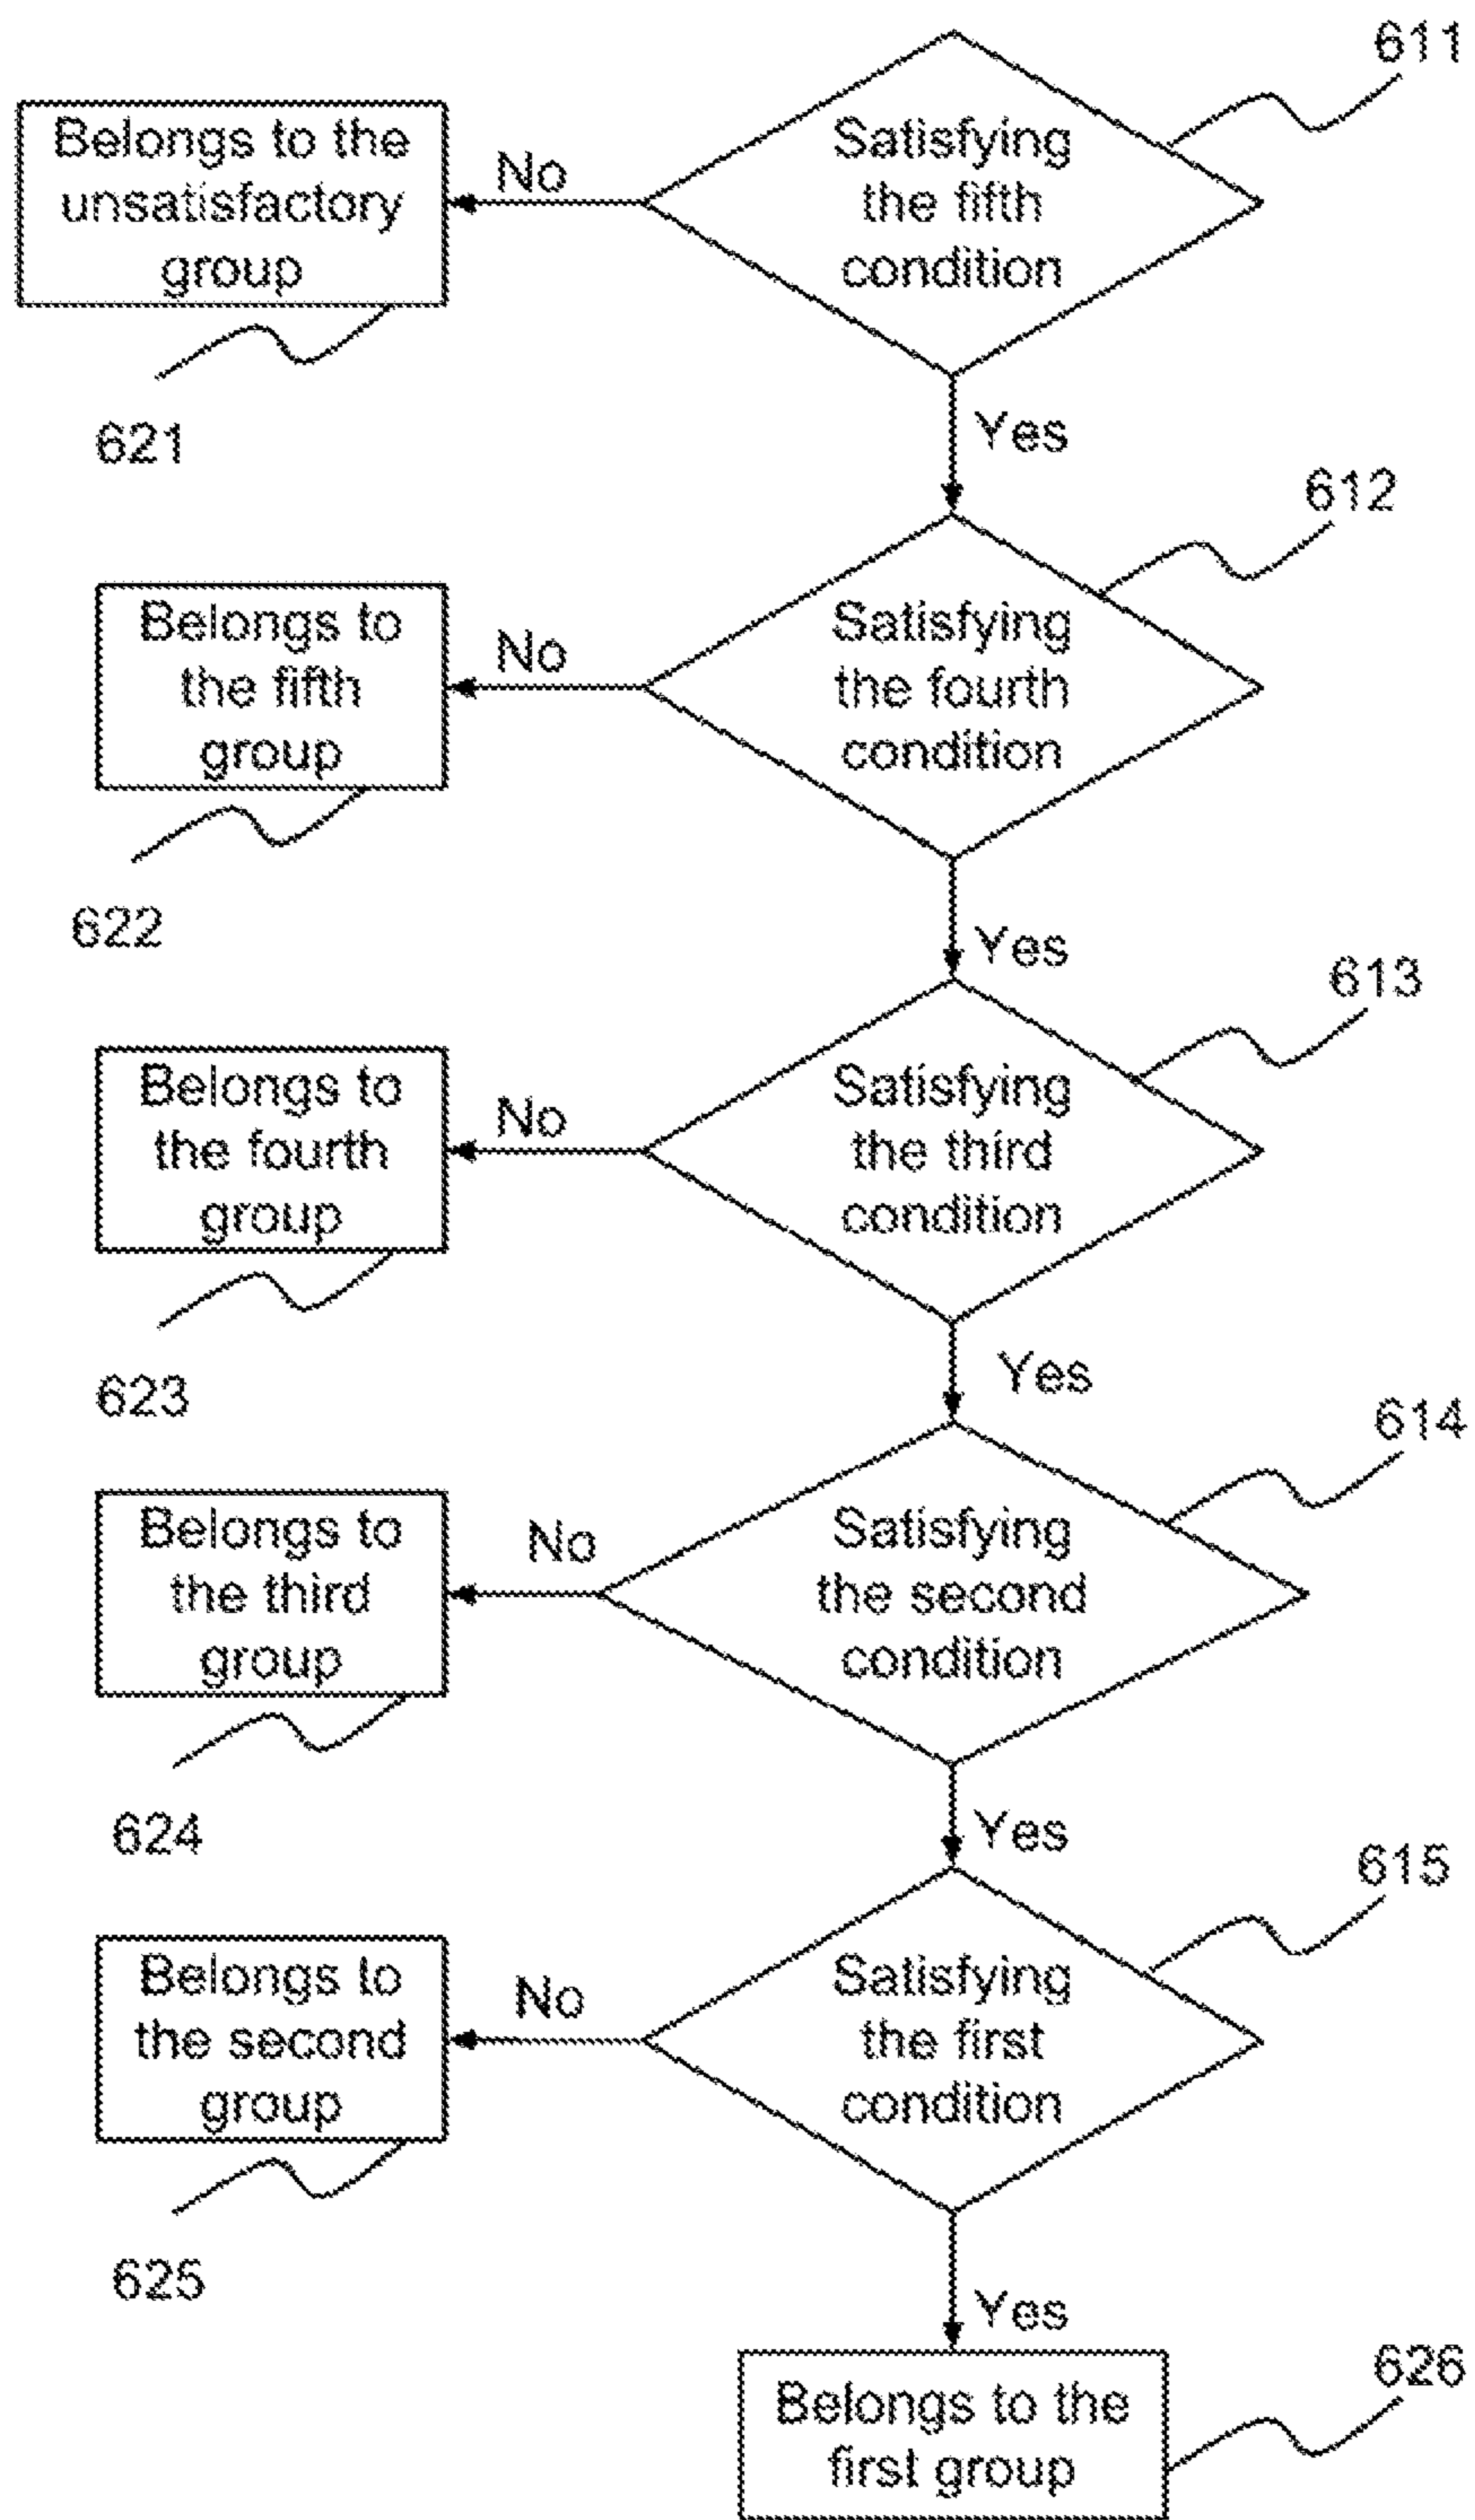 611
Satisfying
the fifth
condition
No
Belongs to the
unsatisfactory
group
621
Yes
612
Satisfying
the fourth
condition
No
Belongs to
the fifth
group
622
Yes
613
Satisfying
the third
condition
No
Belongs to
the fourth
group
623
Yes
614
Satisfying
the second
condition
No
Belongs to
the third
group
624
Yes
615
Satisfying
the first
condition
No
Belongs to
the second
group
625
Yes
626
Belongs to the
first group